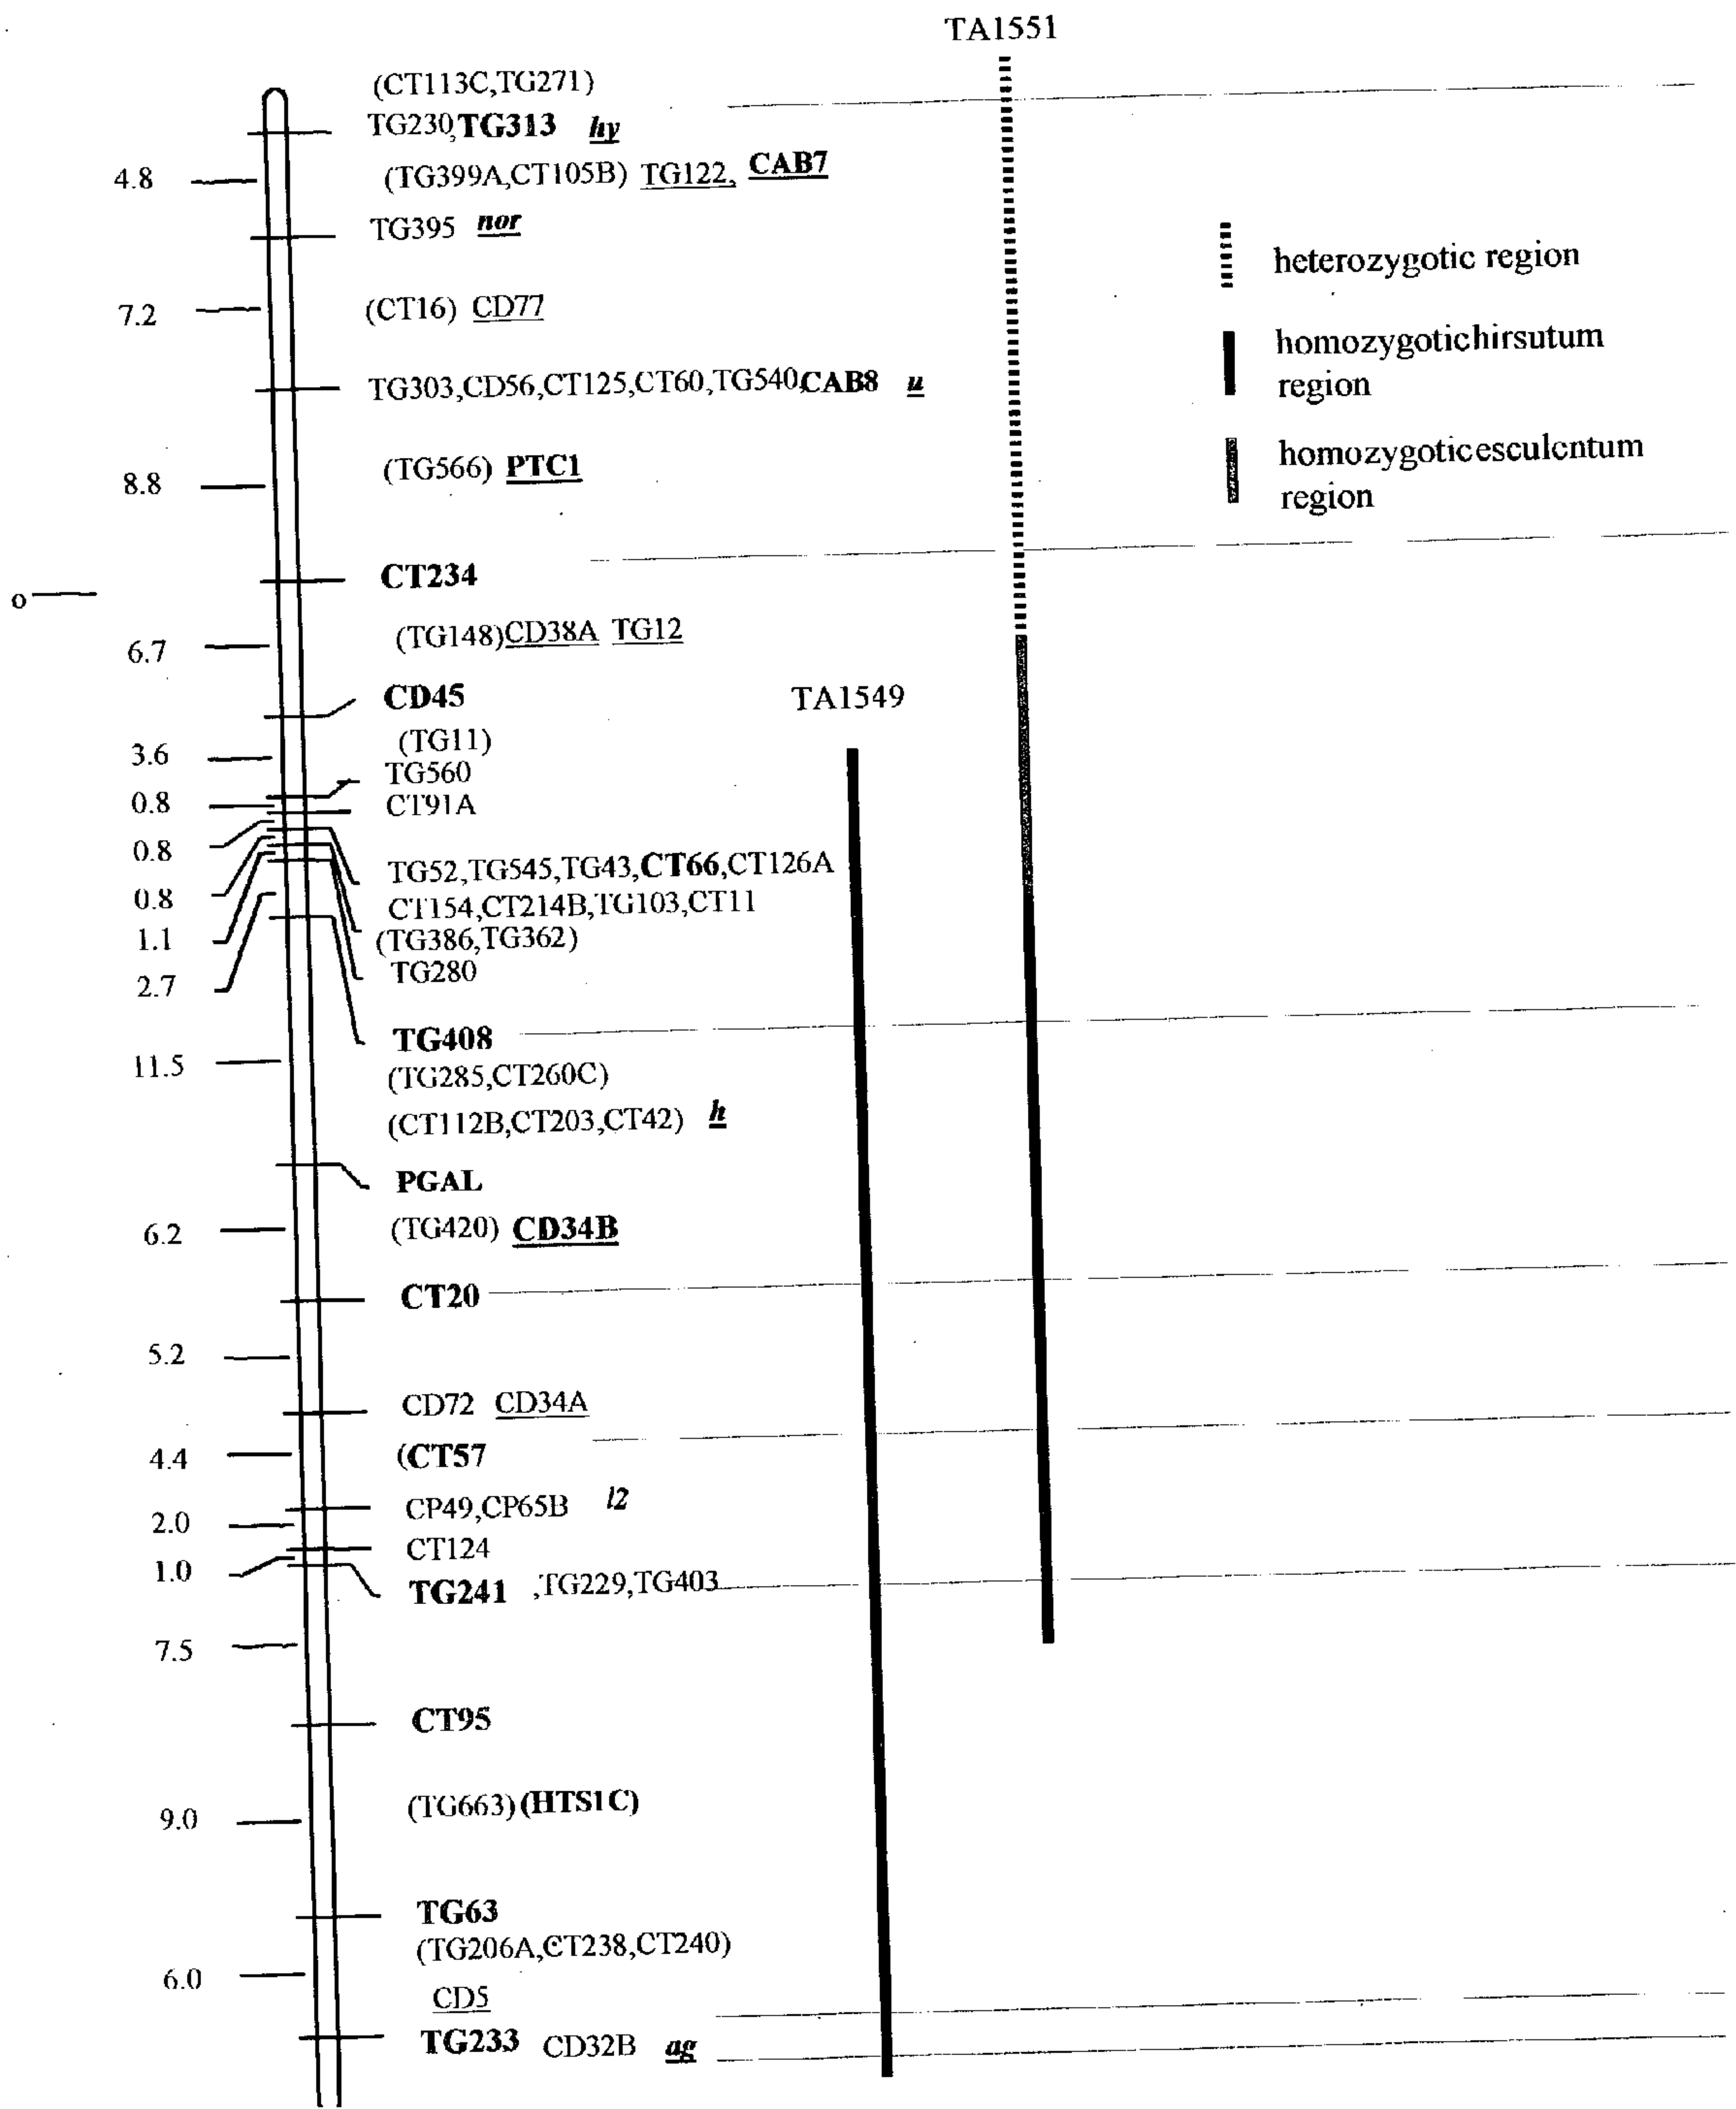 TA1551
(CT113C,TG271)
TG230,TG313 hy
4.8 (TG399A,CT105B) TG122, CAB7
TG395 nor
heterozygotic region
7.2 (CT16) CD77
homozygotichirsutum
region
TG303,CD56,CT125,CT60,TG540,CAB8 u
homozygoticesculentum
region
8.8 (TG566) PTC1
CT234
o
6.7 (TG148)CD38A TG12
CD45
TA1549
3.6 (TG11)
TG560
0.8 CT91A
0.8
TG52,TG545,TG43,CT66,CT126A
0.8 CT154,CT214B,TG103,CT11
1.1 (TG386,TG362)
2.7 TG280
TG408
11.5 (TG285,CT260C)
(CT112B,CT203,CT42) h
PGAL
6.2 (TG420) CD34B
CT20
5.2
CD72 CD34A
4.4 (CT57
CP49,CP65B l2
2.0
CT124
1.0
TG241 ,TG229,TG403
7.5
CT95
9.0 (TG663)(HTS1C)
TG63
(TG206A,CT238,CT240)
6.0
CD5
TG233 CD32B ag